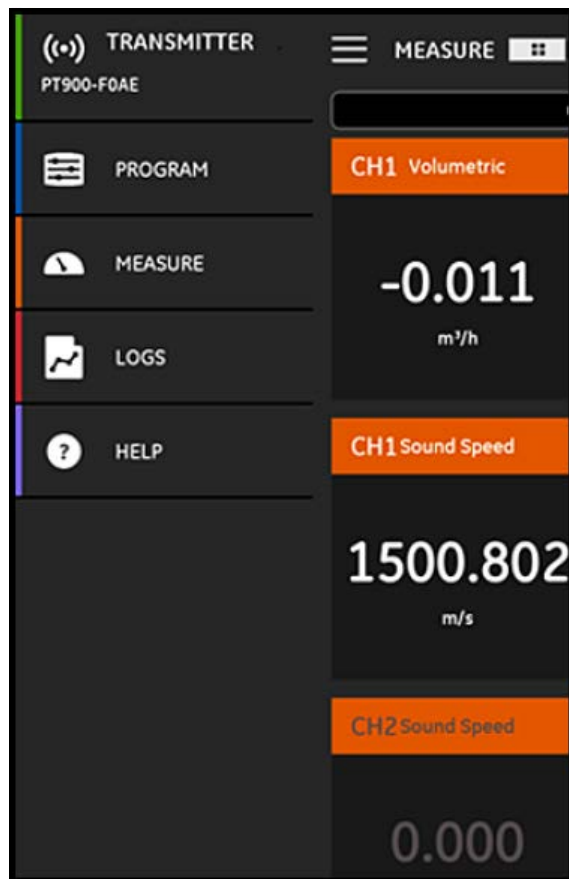 TRANSMITTER
PT900-F0AE
PROGRAM
MEASURE
LOGS
HELP
MEASURE
CH1 Volumetric
-0.011
m³/h
CH1 Sound Speed
1500.802
m/s
CH2 Sound Speed
0.000